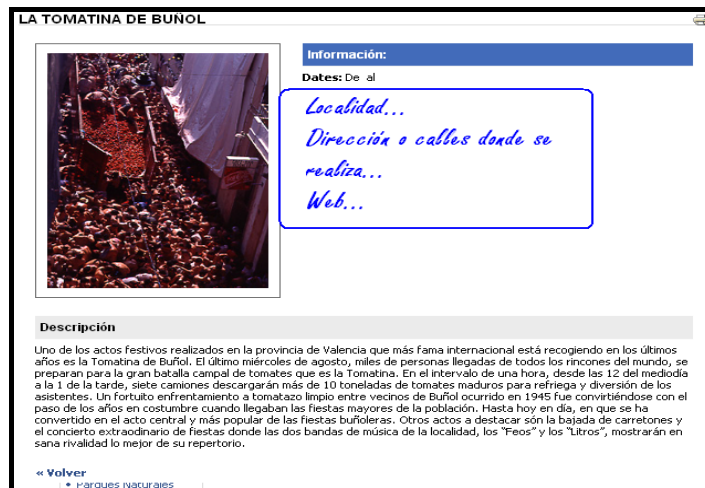 LA TOMATINA DE BUÑOL
Información:
Dates: De al
Localidad...
Dirección o calles donde se
realiza...
Web...
Descripción
Uno de los actos festivos realizados en la provincia de Valencia que más fama internacional está recogiendo en los últimos
años es la Tomatina de Buñol. El último miércoles de agosto, miles de personas llegadas de todos los rincones del mundo, se
preparan para la gran batalla campal de tomates que es la Tomatina. En el intervalo de una hora, desde las 12 del mediodía
a la 1 de la tarde, siete camiones descargarán más de 10 toneladas de tomates maduros para refriega y diversión de los
asistentes. Un fortuito enfrentamiento a tomatazo limpio entre vecinos de Buñol ocurrido en 1945 fue convirtiéndose con el
paso de los años en costumbre cuando llegaban las fiestas mayores de la población. Hasta hoy en día, en que se ha
convertido en el acto central y más popular de las fiestas buñoleras. Otros actos a destacar són la bajada de carretones y
el concierto extraodinario de fiestas donde las dos bandas de música de la localidad, los "Feos" y los "Litros", mostrarán en
sana rivalidad lo mejor de su repertorio.
« Volver
• Parques Naturales